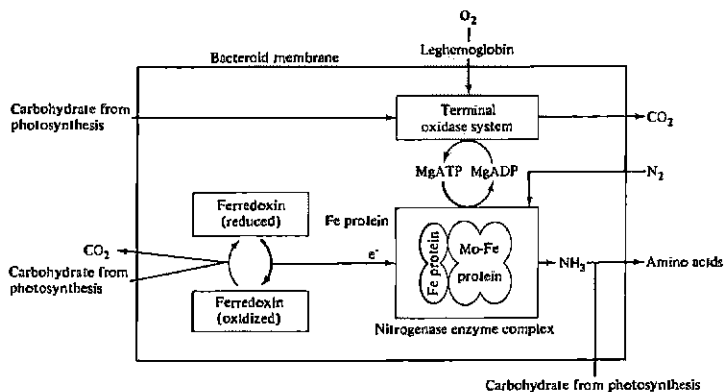 O2
Leghemoglobin
Bacteroid membrane
Carbohydrate from
photosynthesis
Terminal
oxidase system
CO2
MgATP MgADP
N2
Ferredoxin
(reduced)
Fe protein
CO2
Carbohydrate from
photosynthesis
e-
Fe protein
Mo-Fe
protein
NH3
Amino acids
Ferredoxin
(oxidized)
Nitrogenase enzyme complex
Carbohydrate from photosynthesis